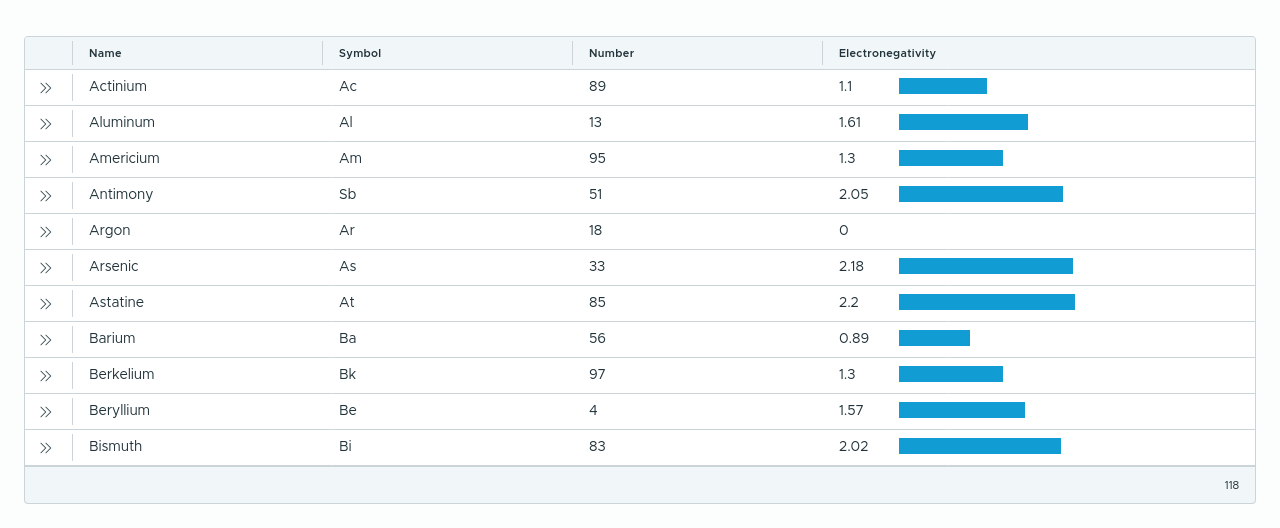 Name Symbol Number Electronegativity
Actinium Ac 89 1.1
Aluminum Al 13 1.61
Americium Am 95 1.3
Antimony Sb 51 2.05
Argon Ar 18 0
Arsenic As 33 2.18
Astatine At 85 2.2
Barium Ba 56 0.89
Berkelium Bk 97 1.3
Beryllium Be 4 1.57
Bismuth Bi 83 2.02
118